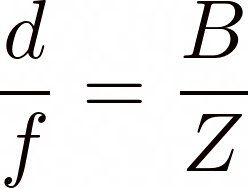 d/f = B/Z